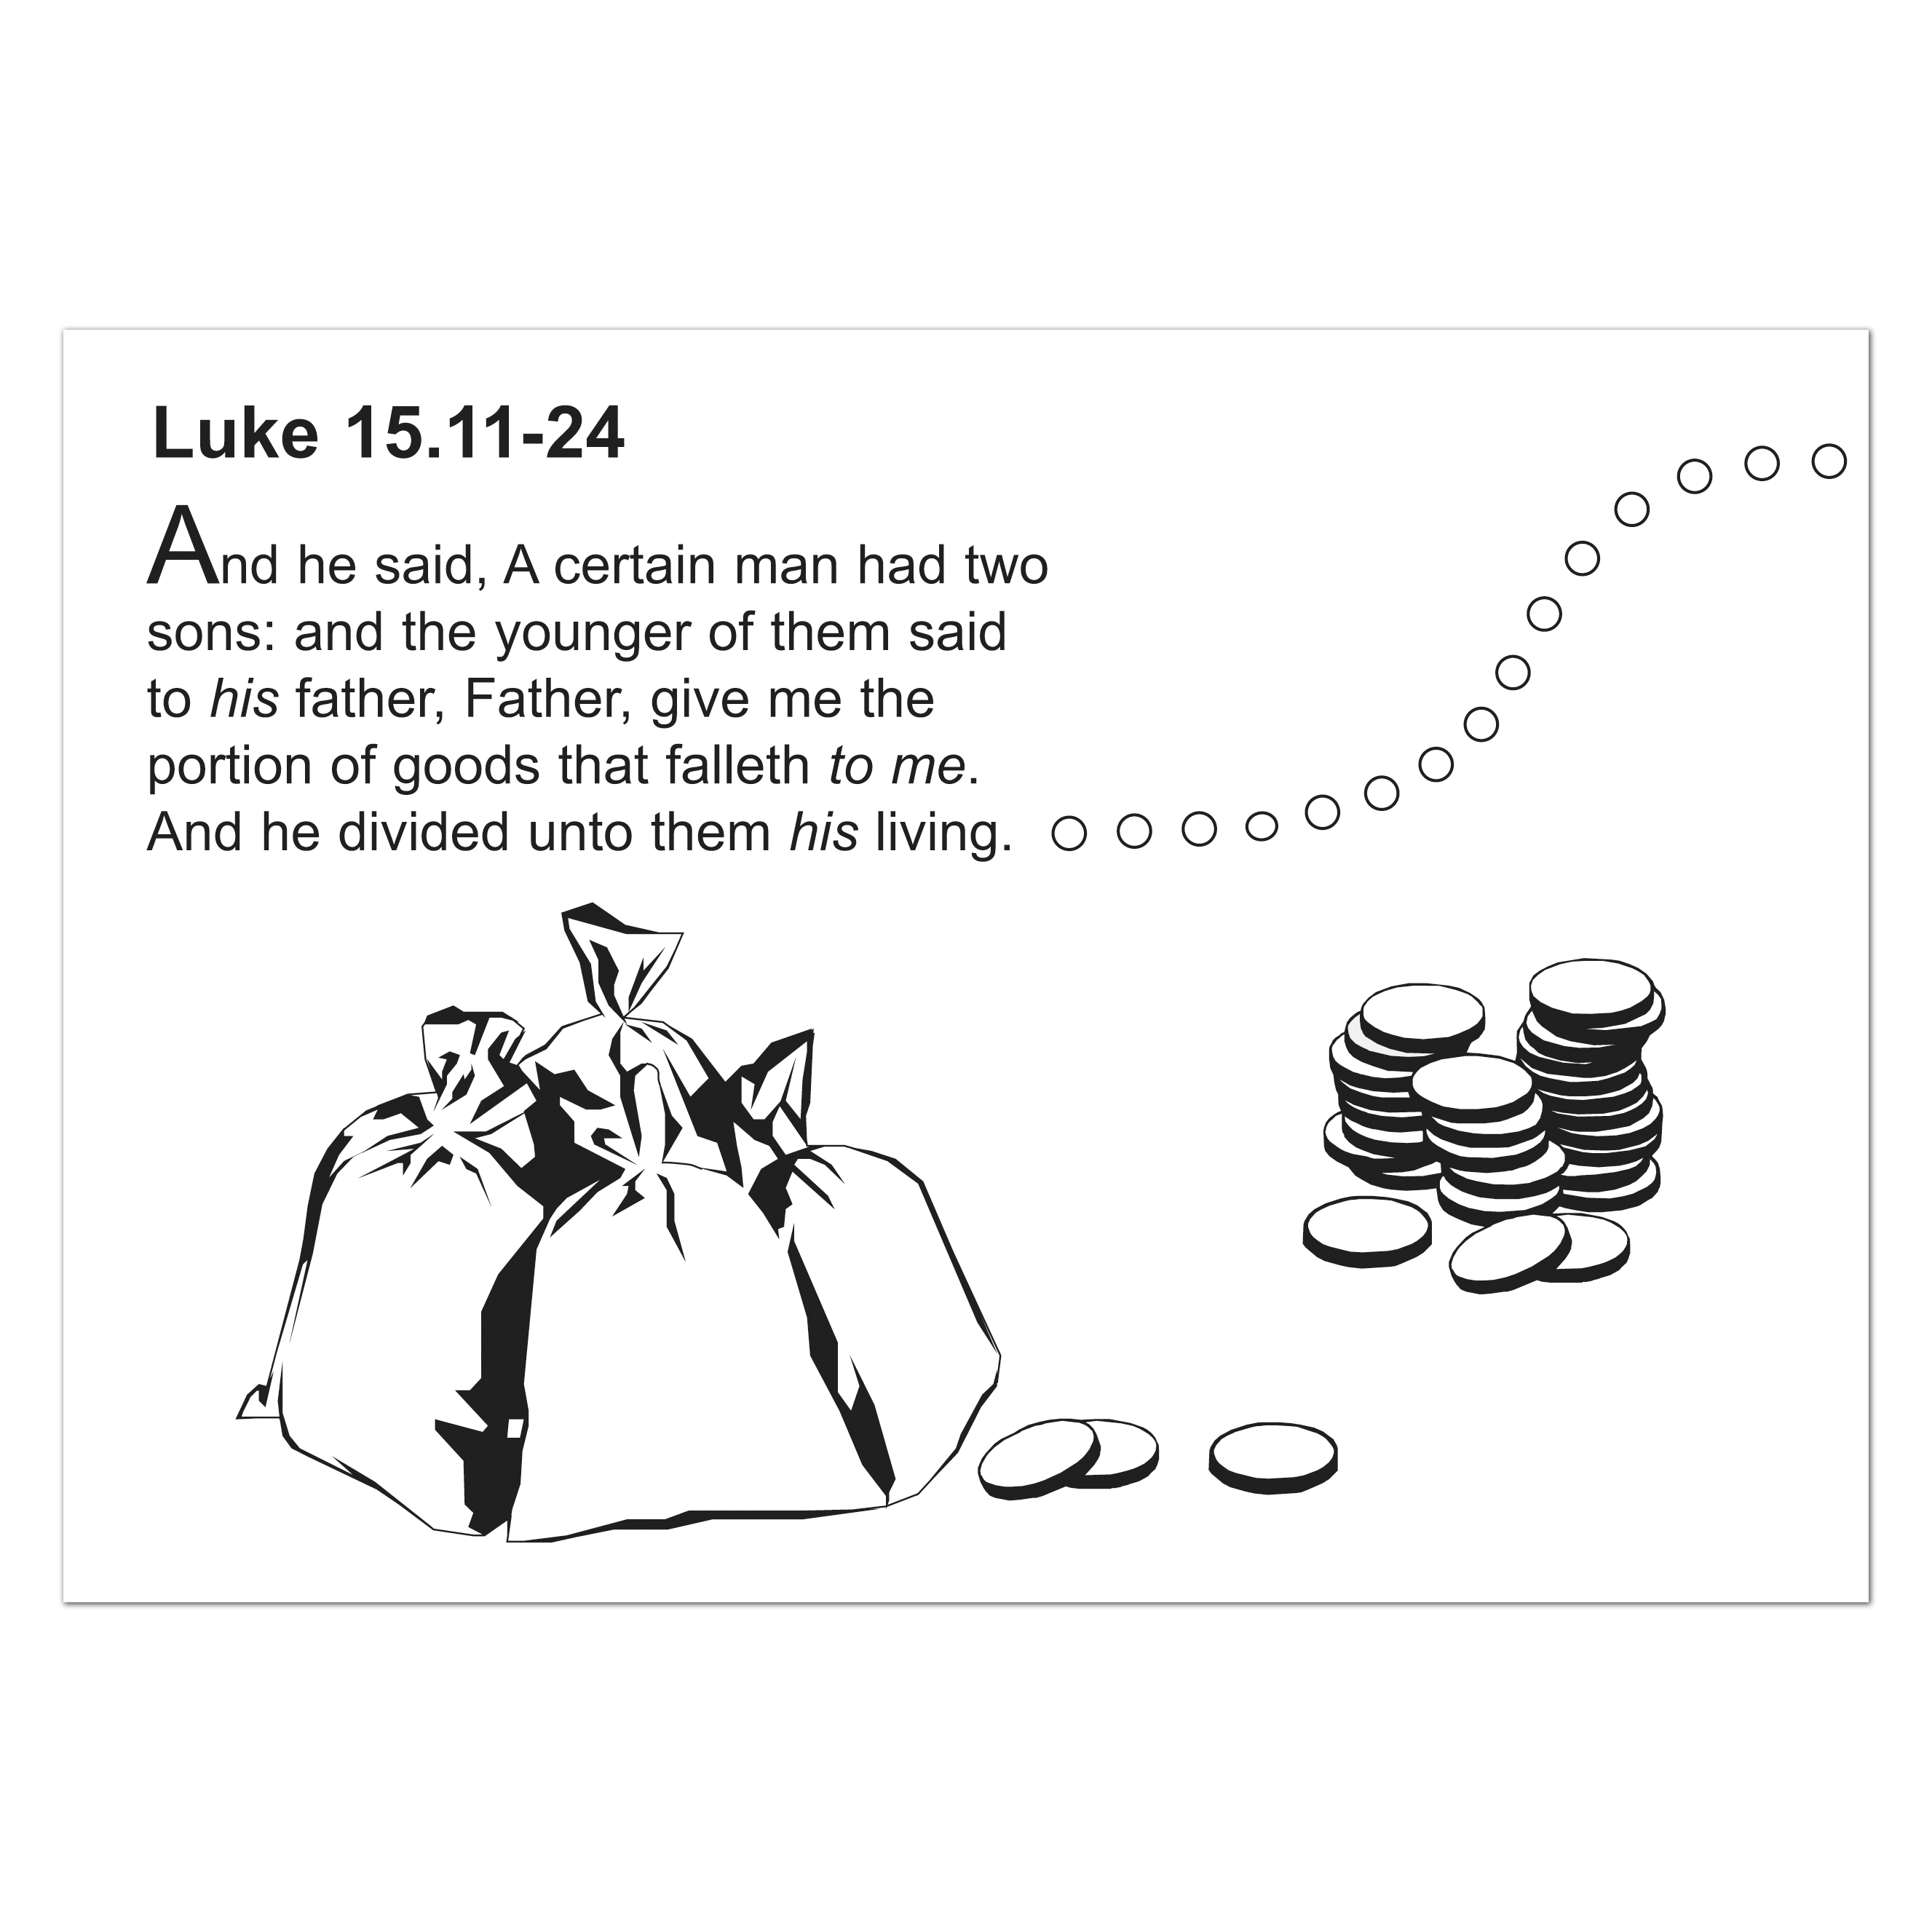 Luke 15.11-24
And he said, A certain man had two
sons: and the younger of them said
to his father, Father, give me the
portion of goods that falleth to me.
And he divided unto them his living.